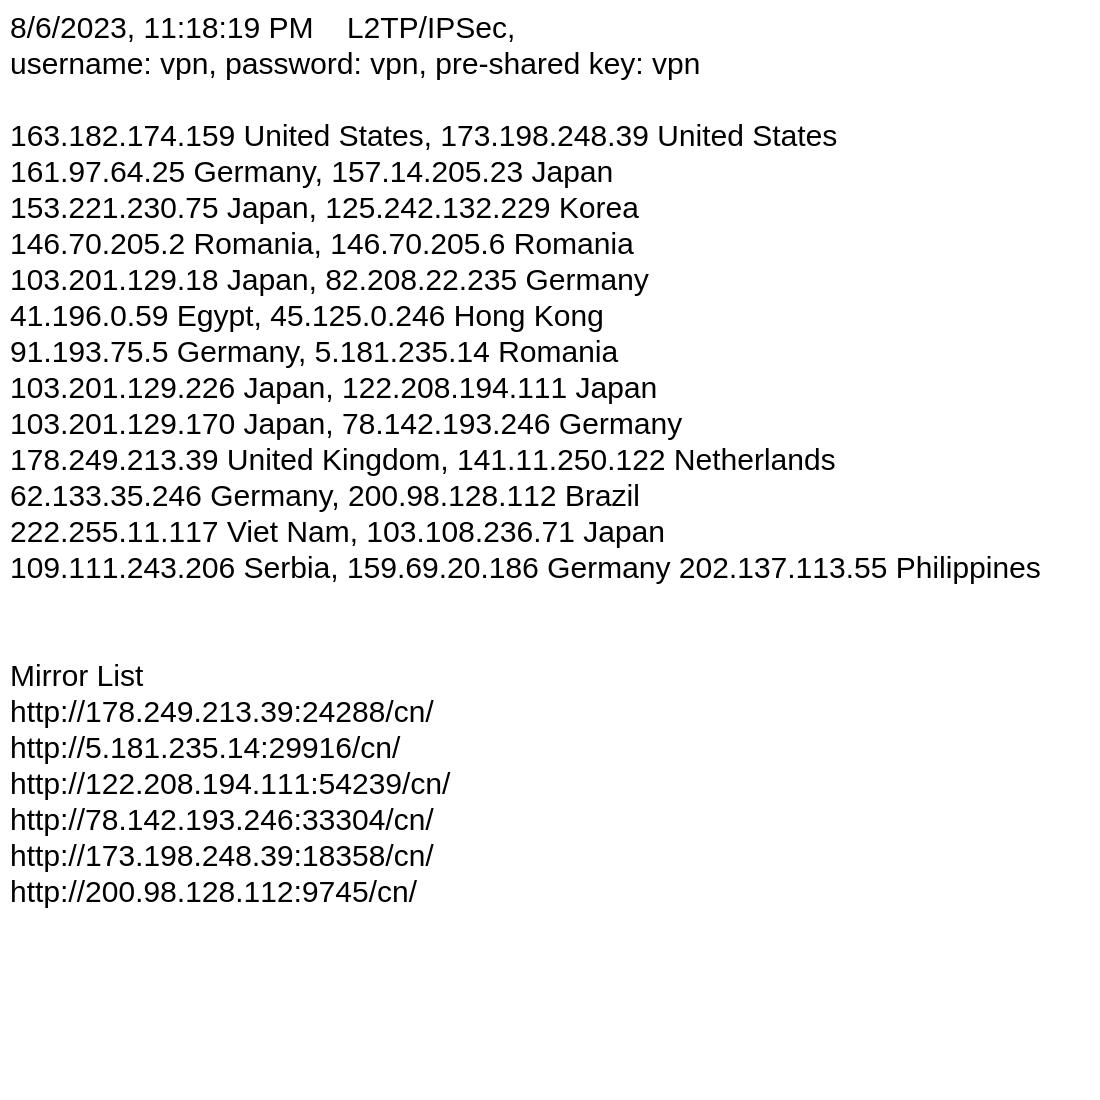 8/6/2023, 11:18:19 PM    L2TP/IPSec,
username: vpn, password: vpn, pre-shared key: vpn
163.182.174.159 United States, 173.198.248.39 United States
161.97.64.25 Germany, 157.14.205.23 Japan
153.221.230.75 Japan, 125.242.132.229 Korea
146.70.205.2 Romania, 146.70.205.6 Romania
103.201.129.18 Japan, 82.208.22.235 Germany
41.196.0.59 Egypt, 45.125.0.246 Hong Kong
91.193.75.5 Germany, 5.181.235.14 Romania
103.201.129.226 Japan, 122.208.194.111 Japan
103.201.129.170 Japan, 78.142.193.246 Germany
178.249.213.39 United Kingdom, 141.11.250.122 Netherlands
62.133.35.246 Germany, 200.98.128.112 Brazil
222.255.11.117 Viet Nam, 103.108.236.71 Japan
109.111.243.206 Serbia, 159.69.20.186 Germany 202.137.113.55 Philippines
Mirror List
http://178.249.213.39:24288/cn/
http://5.181.235.14:29916/cn/
http://122.208.194.111:54239/cn/
http://78.142.193.246:33304/cn/
http://173.198.248.39:18358/cn/
http://200.98.128.112:9745/cn/